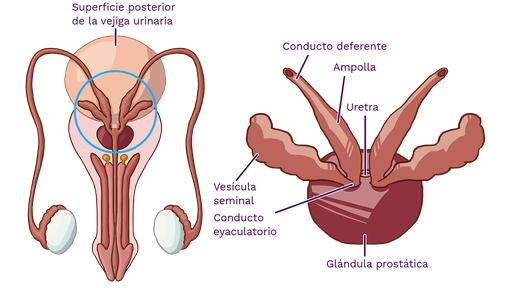 Superficie posterior
de la vejiga urinaria
Conducto deferente
Ampolla
Uretra
Vesícula
seminal
Conducto
eyaculatorio
Glándula prostática